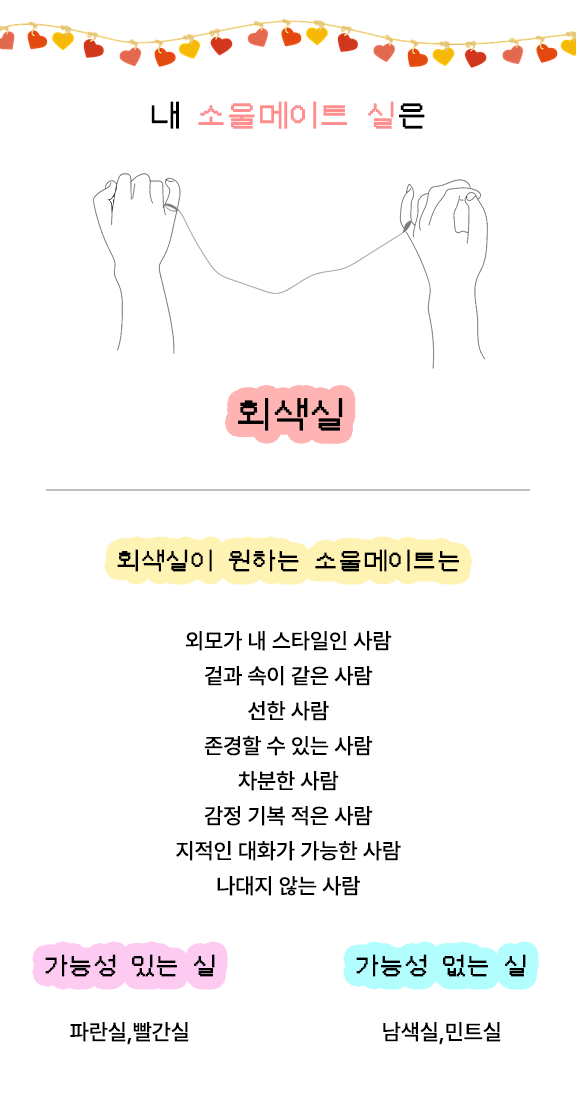 내 소울메이트 실은
회색실
회색실이 원하는 소울메이트는
외모가 내 스타일인 사람
겉과 속이 같은 사람
선한 사람
존경할 수 있는 사람
차분한 사람
감정 기복 적은 사람
지적인 대화가 가능한 사람
나대지 않는 사람
가능성 있는 실
가능성 없는 실
파란실,빨간실
남색실,민트실